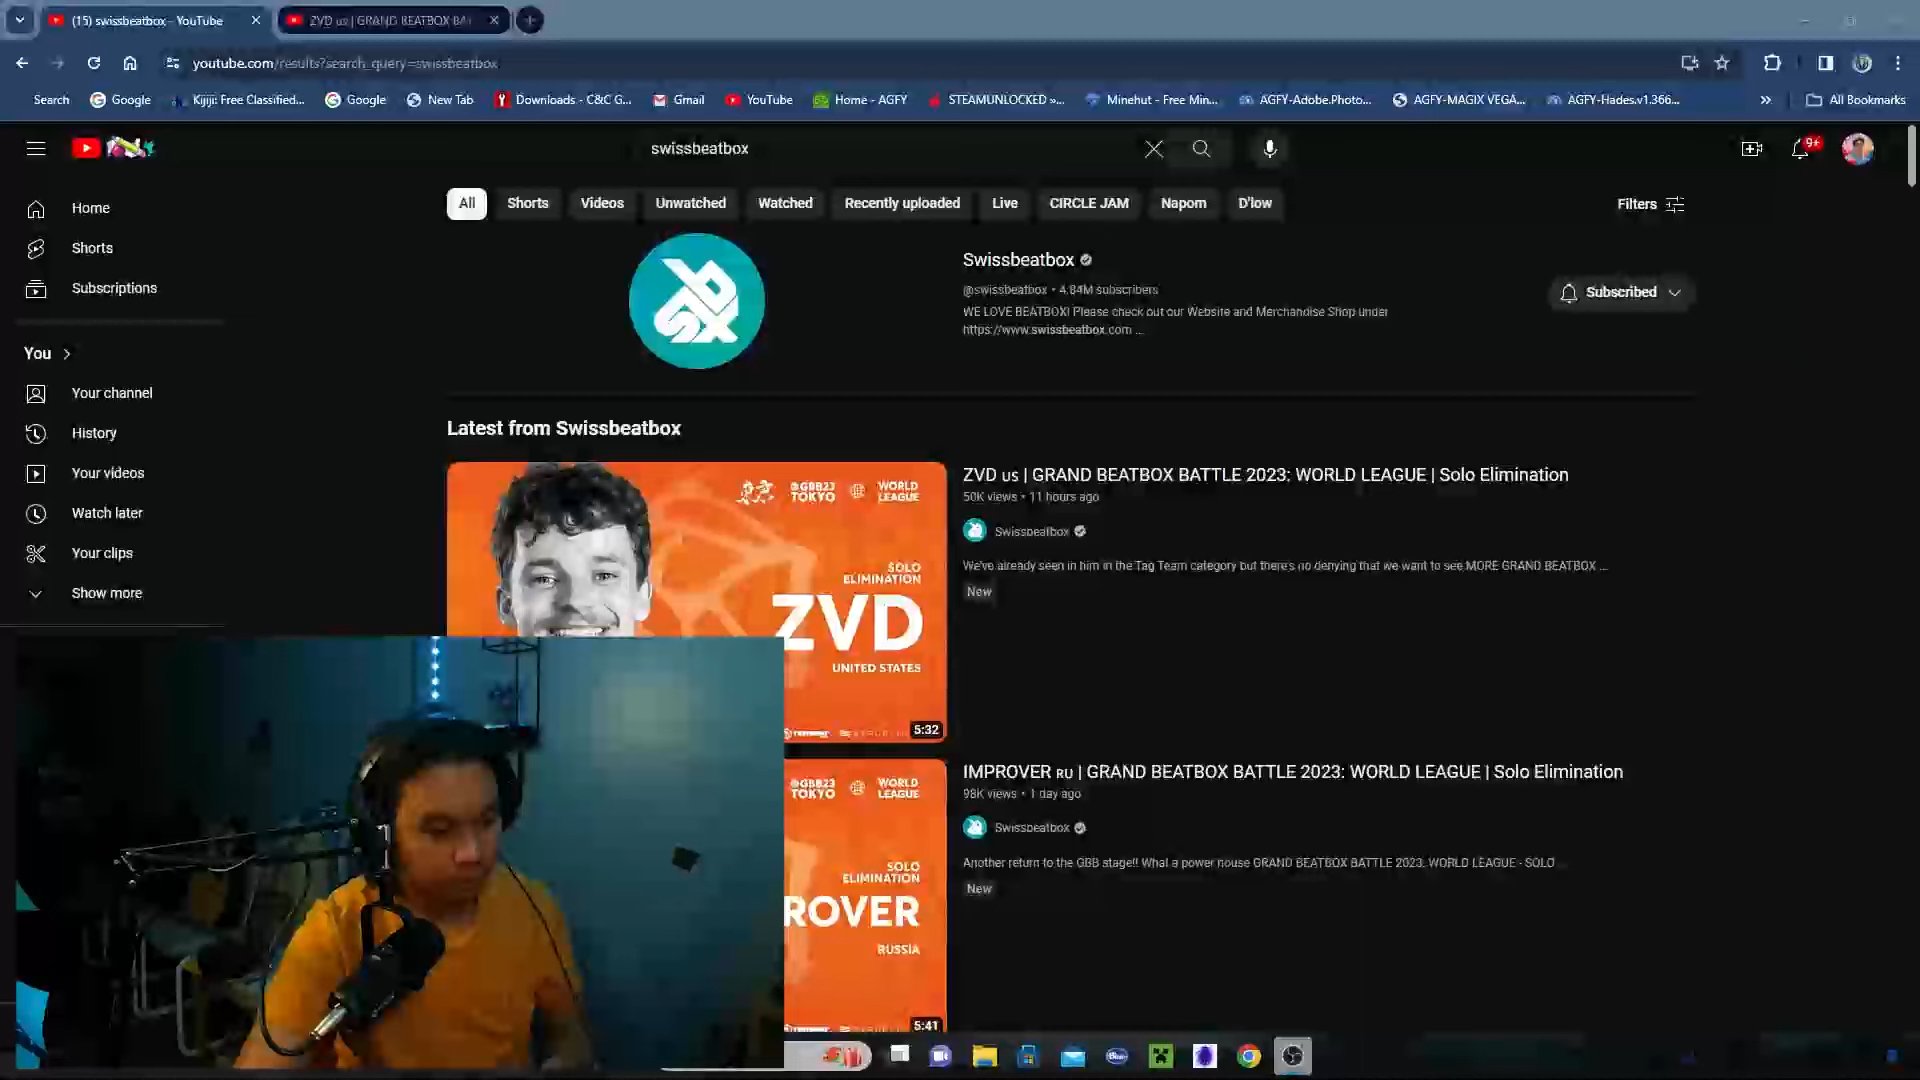 (15) swissbeatbox - YouTube
ZVD us | GRAND BEATBOX BA
youtube.com/results?search_query=swissbeatbox
Search
Google
Kijiji: Free Classified...
Google
New Tab
Downloads - C&C G...
Gmail
YouTube
Home - AGFY
STEAMUNLOCKED »...
Minehut - Free Min...
AGFY-Adobe.Photo...
AGFY-MAGIX VEGA...
AGFY-Hades.v1.366...
All Bookmarks
swissbeatbox
9+
Home
Shorts
Subscriptions
You
Your channel
History
Your videos
Watch later
Your clips
Show more
All
Shorts
Videos
Unwatched
Watched
Recently uploaded
Live
CIRCLE JAM
Napom
D'low
Filters
Swissbeatbox
@swissbeatbox • 4.84M subscribers
WE LOVE BEATBOX! Please check out our Website and Merchandise Shop under
https://www.swissbeatbox.com ...
Subscribed
Latest from Swissbeatbox
@GBB23
TOKYO
WORLD
LEAGUE
SOLO
ELIMINATION
ZVD
UNITED STATES
5:32
ZVD us | GRAND BEATBOX BATTLE 2023: WORLD LEAGUE | Solo Elimination
50K views • 11 hours ago
Swissbeatbox
We've already seen in him in the Tag Team category but there's no denying that we want to see MORE GRAND BEATBOX ...
New
@GBB23
TOKYO
WORLD
LEAGUE
SOLO
ELIMINATION
ROVER
RUSSIA
5:41
IMPROVER RU | GRAND BEATBOX BATTLE 2023: WORLD LEAGUE | Solo Elimination
98K views • 1 day ago
Swissbeatbox
Another return to the GBB stage!! What a power house GRAND BEATBOX BATTLE 2023: WORLD LEAGUE - SOLO ...
New